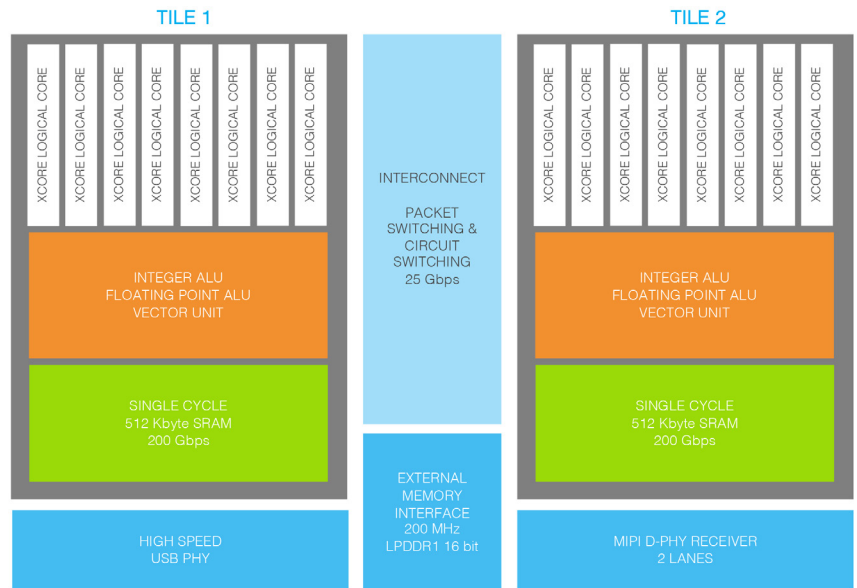 TILE 1
XCORE LOGICAL CORE
XCORE LOGICAL CORE
XCORE LOGICAL CORE
XCORE LOGICAL CORE
XCORE LOGICAL CORE
XCORE LOGICAL CORE
XCORE LOGICAL CORE
XCORE LOGICAL CORE
INTEGER ALU
FLOATING POINT ALU
VECTOR UNIT
SINGLE CYCLE
512 Kbyte SRAM
200 Gbps
HIGH SPEED
USB PHY
INTERCONNECT
PACKET
SWITCHING &
CIRCUIT
SWITCHING
25 Gbps
EXTERNAL
MEMORY
INTERFACE
200 MHz
LPDDR1 16 bit
TILE 2
XCORE LOGICAL CORE
XCORE LOGICAL CORE
XCORE LOGICAL CORE
XCORE LOGICAL CORE
XCORE LOGICAL CORE
XCORE LOGICAL CORE
XCORE LOGICAL CORE
XCORE LOGICAL CORE
INTEGER ALU
FLOATING POINT ALU
VECTOR UNIT
SINGLE CYCLE
512 Kbyte SRAM
200 Gbps
MIPI D-PHY RECEIVER
2 LANES